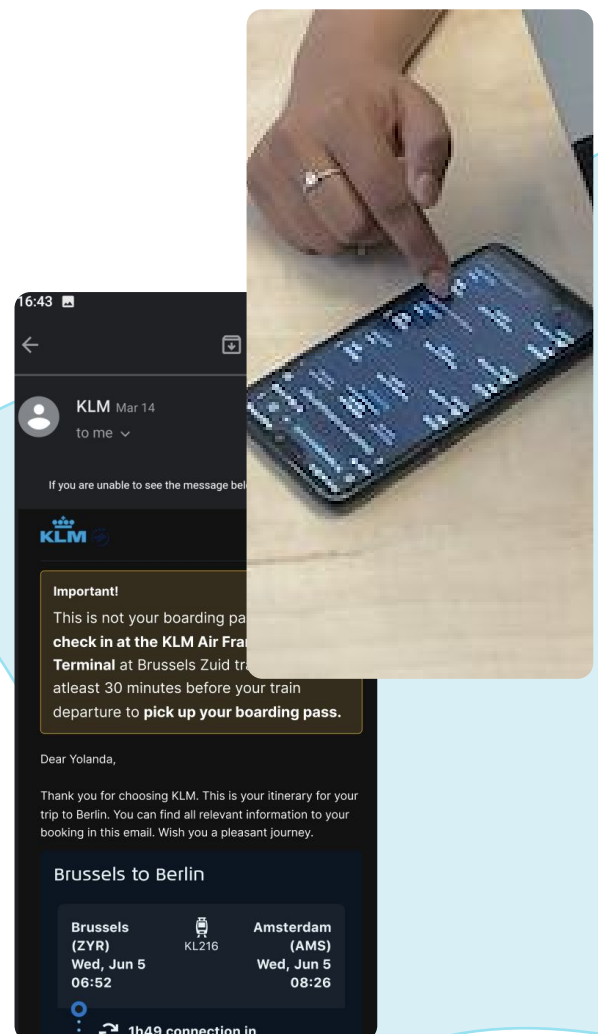 16:43
KLM Mar 14
to me
If you are unable to see the message
KLM
Important!
This is not your boarding
check in at the KLM Air
Terminal at Brussels Zuid
atleast 30 minutes before your train
departure to pick up your boarding pass.
Dear Yolanda,
Thank you for choosing KLM. This is your itinerary for your
trip to Berlin. You can find all relevant information to your
booking in this email. Wish you a pleasant journey.
Brussels to Berlin
Brussels Amsterdam
(ZYR) KL216 (AMS)
Wed, Jun 5 Wed, Jun 5
06:52 08:26
1h49 connection in